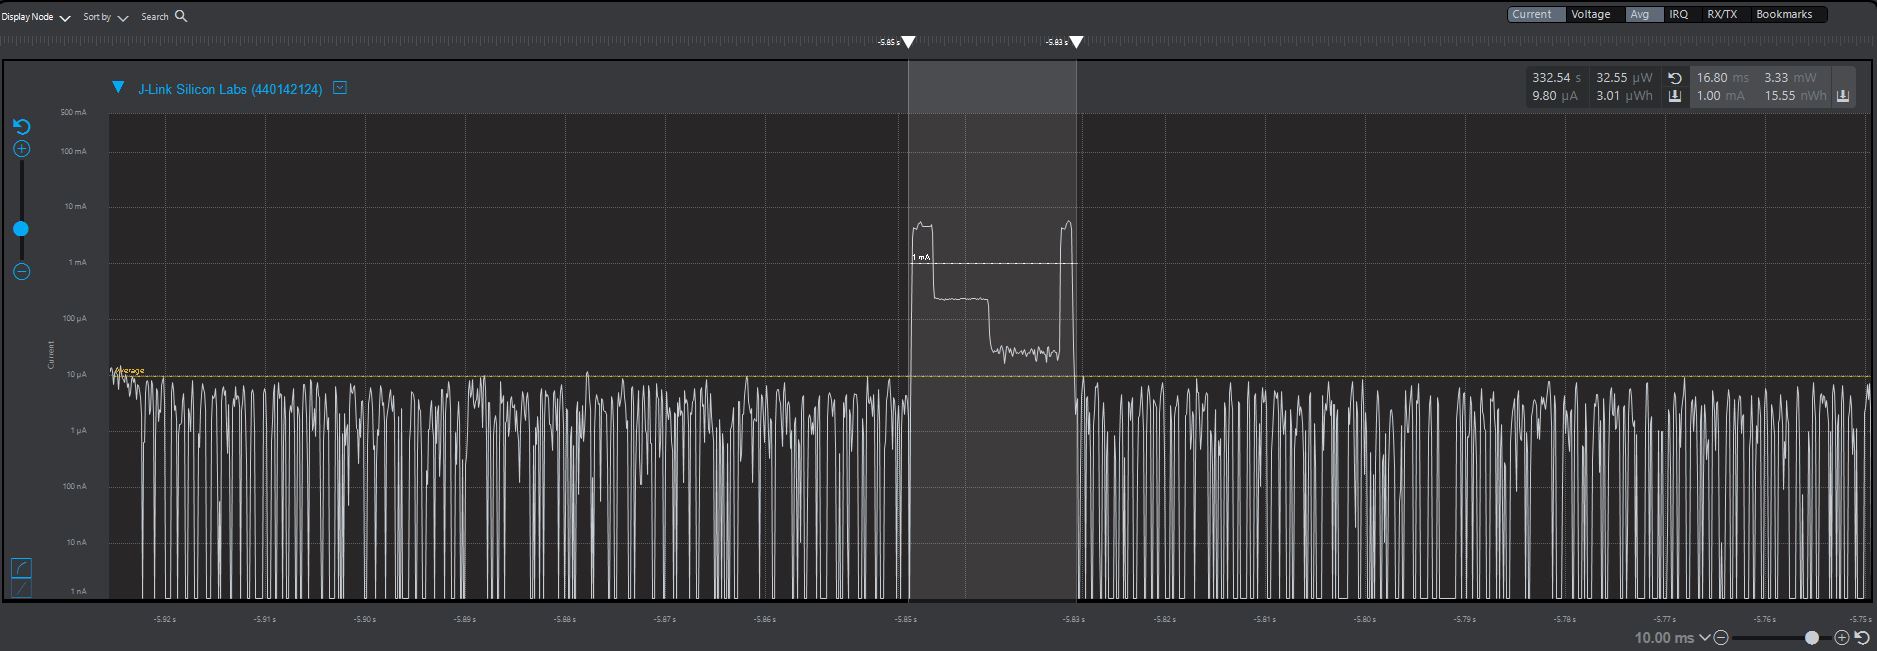 Display Node
Sort by
Search
Current Voltage Avg IRQ RX/TX Bookmarks
-5.85 s
-5.83 s
J-Link Silicon Labs (440142124)
332.54 s 32.55 µW 16.80 ms 3.33 mW
9.80 µA 3.01 µWh 1.00 mA 15.55 nWh
500 mA
100 mA
10 mA
1 mA
100 µA
10 µA
1 µA
100 nA
10 nA
1 nA
Current
1 mA
Average
-5.92 s -5.91 s -5.90 s -5.89 s -5.88 s -5.87 s -5.86 s -5.85 s -5.83 s -5.82 s -5.81 s -5.80 s -5.79 s -5.78 s -5.77 s -5.76 s -5.75 s
10.00 ms